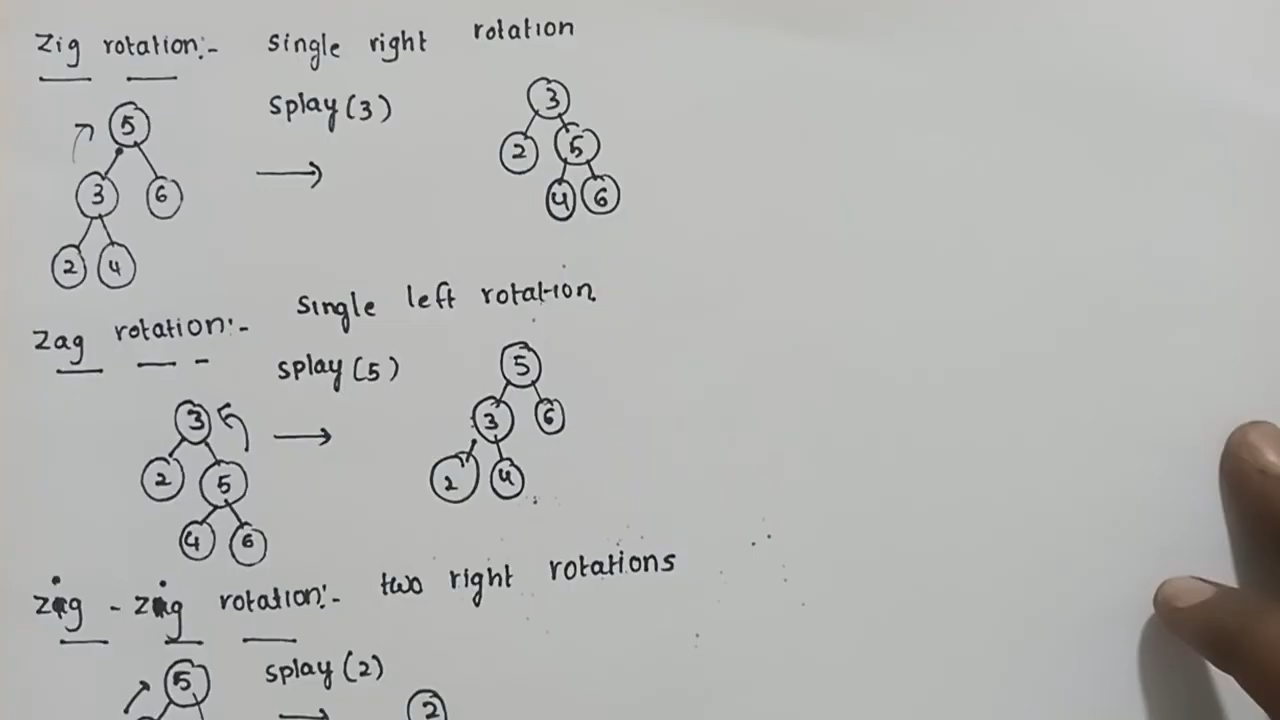 Zig rotation:- single right rotation
splay(3)
5
3 6
2 4
3
2 5
4 6
Zag rotation:- single left rotation
splay(5)
3
2 5
4 6
5
3 6
2 4
zig - zig rotation:- two right rotations
splay(2)
5
2